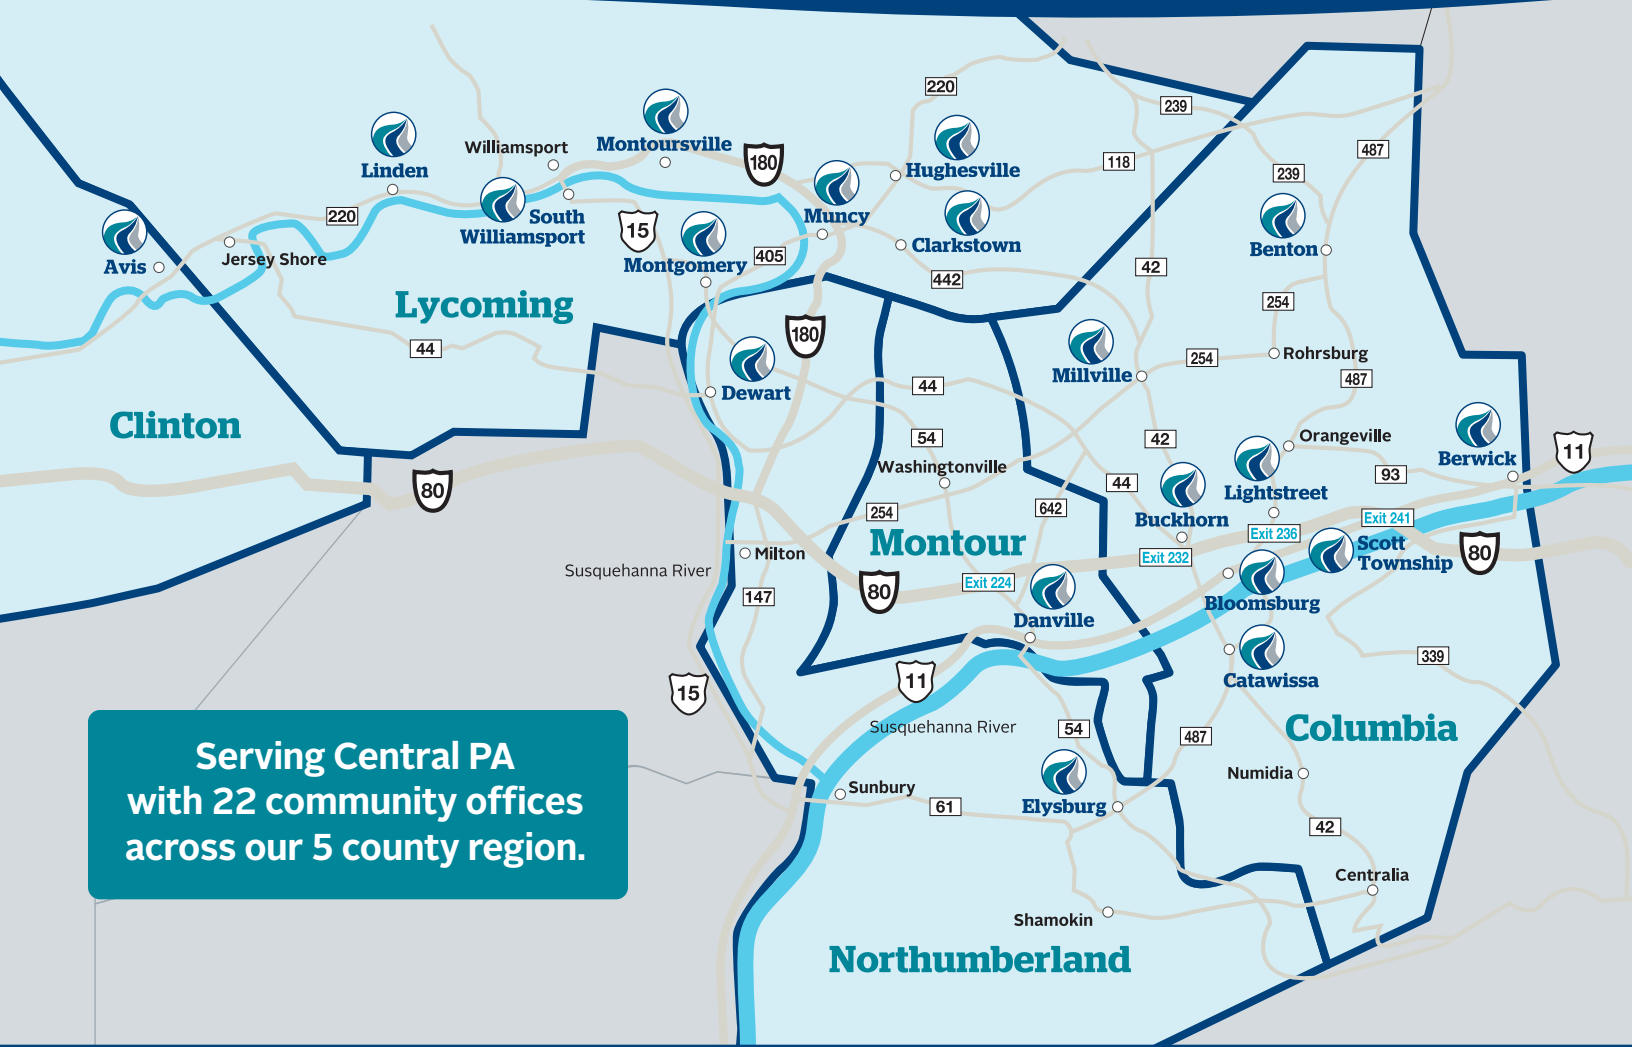 220
239
487
118
Williamsport
Montoursville
180
Linden
Hughesville
239
220
South
Williamsport
15
Muncy
Clarkstown
Benton
Avis
Jersey Shore
Montgomery
405
442
42
Lycoming
254
44
180
Millville
254
Rohrsburg
Dewart
44
487
Clinton
54
42
Orangeville
Berwick
11
Washingtonville
80
44
Lightstreet
93
254
642
Buckhorn
Exit 241
Montour
Exit 236
Scott
Township
80
Milton
Exit 232
Susquehanna River
80
Exit 224
147
Danville
Bloomsburg
339
15
11
Catawissa
Susquehanna River
54
487
Columbia
Serving Central PA
with 22 community offices
across our 5 county region.
Numidia
Sunbury
61
Elysburg
42
Centralia
Shamokin
Northumberland